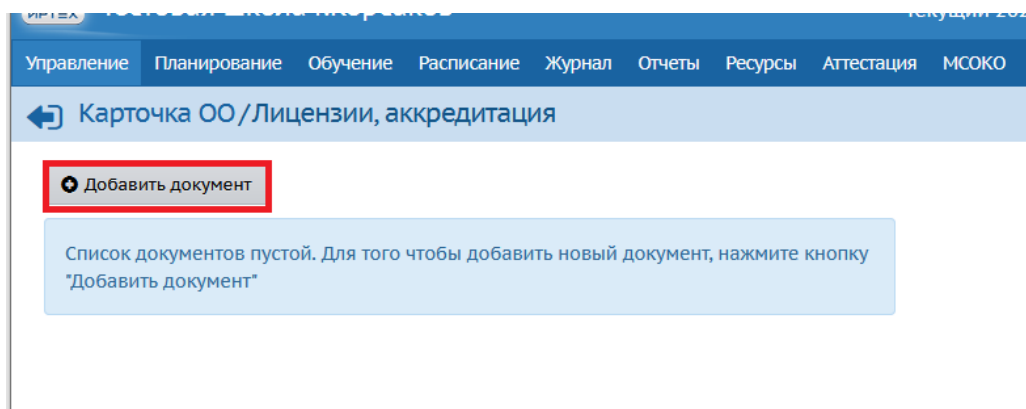 ИРТЕХ
Управление Планирование Обучение Расписание Журнал Отчеты Ресурсы Аттестация МСОКО
Карточка ОО/Лицензии, аккредитация
Добавить документ
Список документов пустой. Для того чтобы добавить новый документ, нажмите кнопку
"Добавить документ"